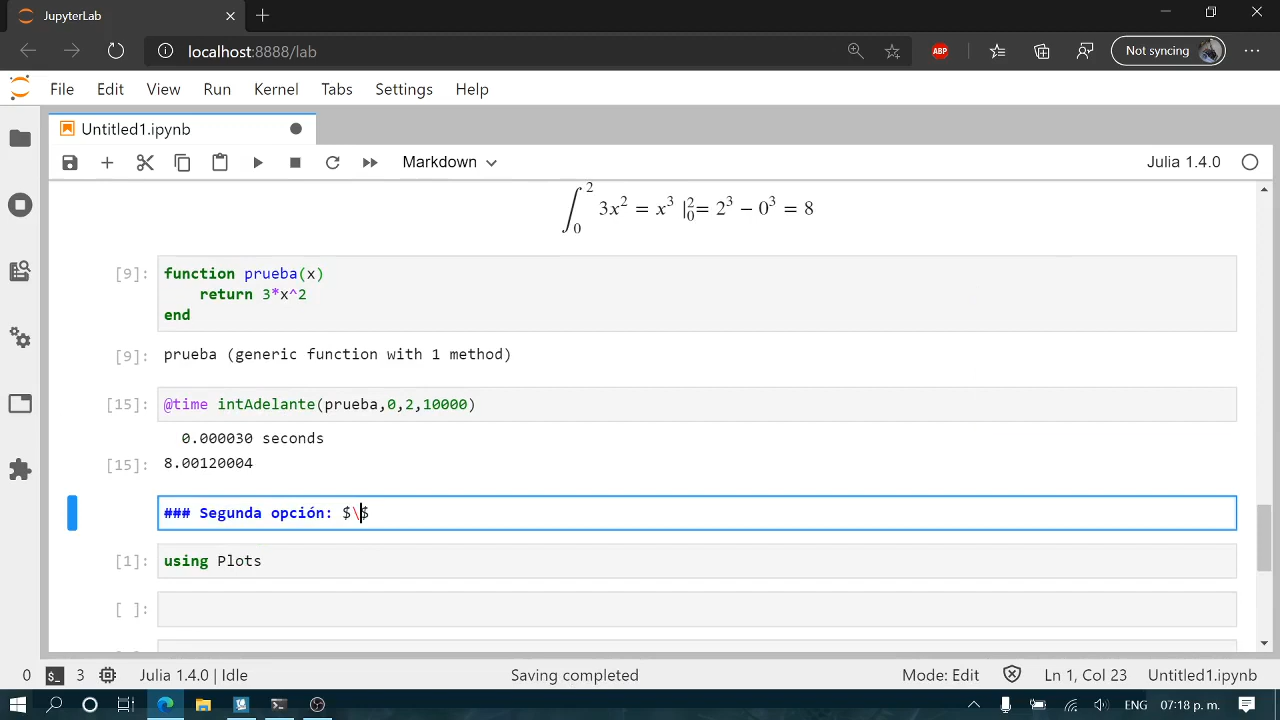 JupyterLab
localhost:8888/lab
ABP
Not syncing
File Edit View Run Kernel Tabs Settings Help
Untitled1.ipynb
Markdown
Julia 1.4.0
∫₀² 3x² = x³ |₀² = 2³ − 0³ = 8
[9]: function prueba(x)
return 3*x^2
end
[9]: prueba (generic function with 1 method)
[15]: @time intAdelante(prueba,0,2,10000)
0.000030 seconds
[15]: 8.00120004
### Segunda opción: $\$
[1]: using Plots
[ ]:
0 $_ 3 Julia 1.4.0 | Idle Saving completed Mode: Edit Ln 1, Col 23 Untitled1.ipynb
ENG 07:18 p. m.